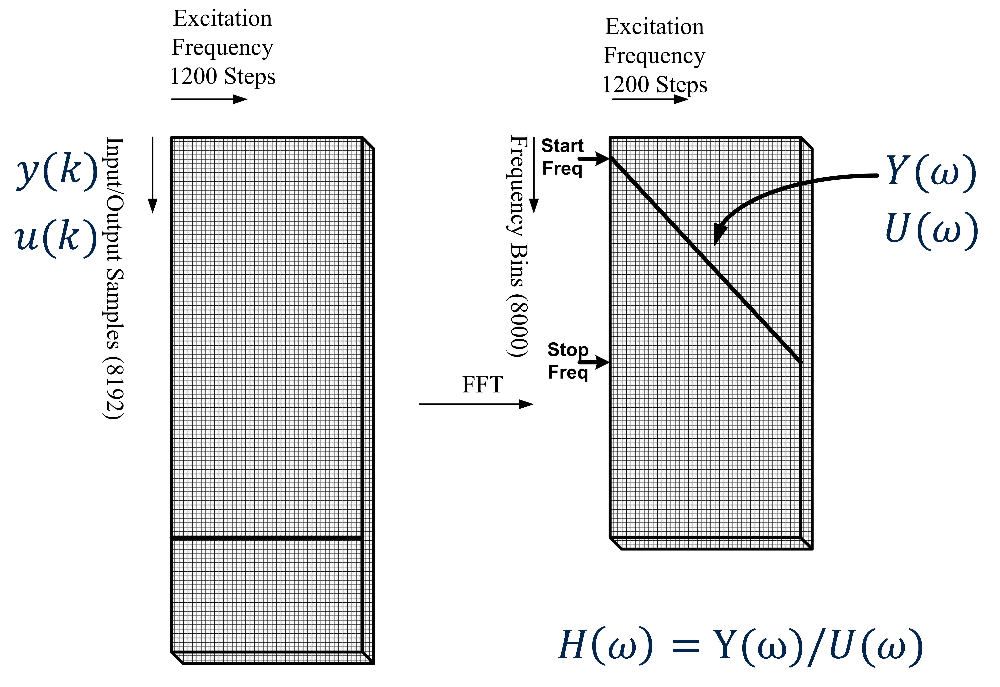 Excitation
Frequency
1200 Steps
Excitation
Frequency
1200 Steps
y(k)
u(k)
Input/Output Samples (8192)
FFT
Frequency Bins (8000)
Start
Freq
Stop
Freq
Y(ω)
U(ω)
H(ω) = Y(ω)/U(ω)